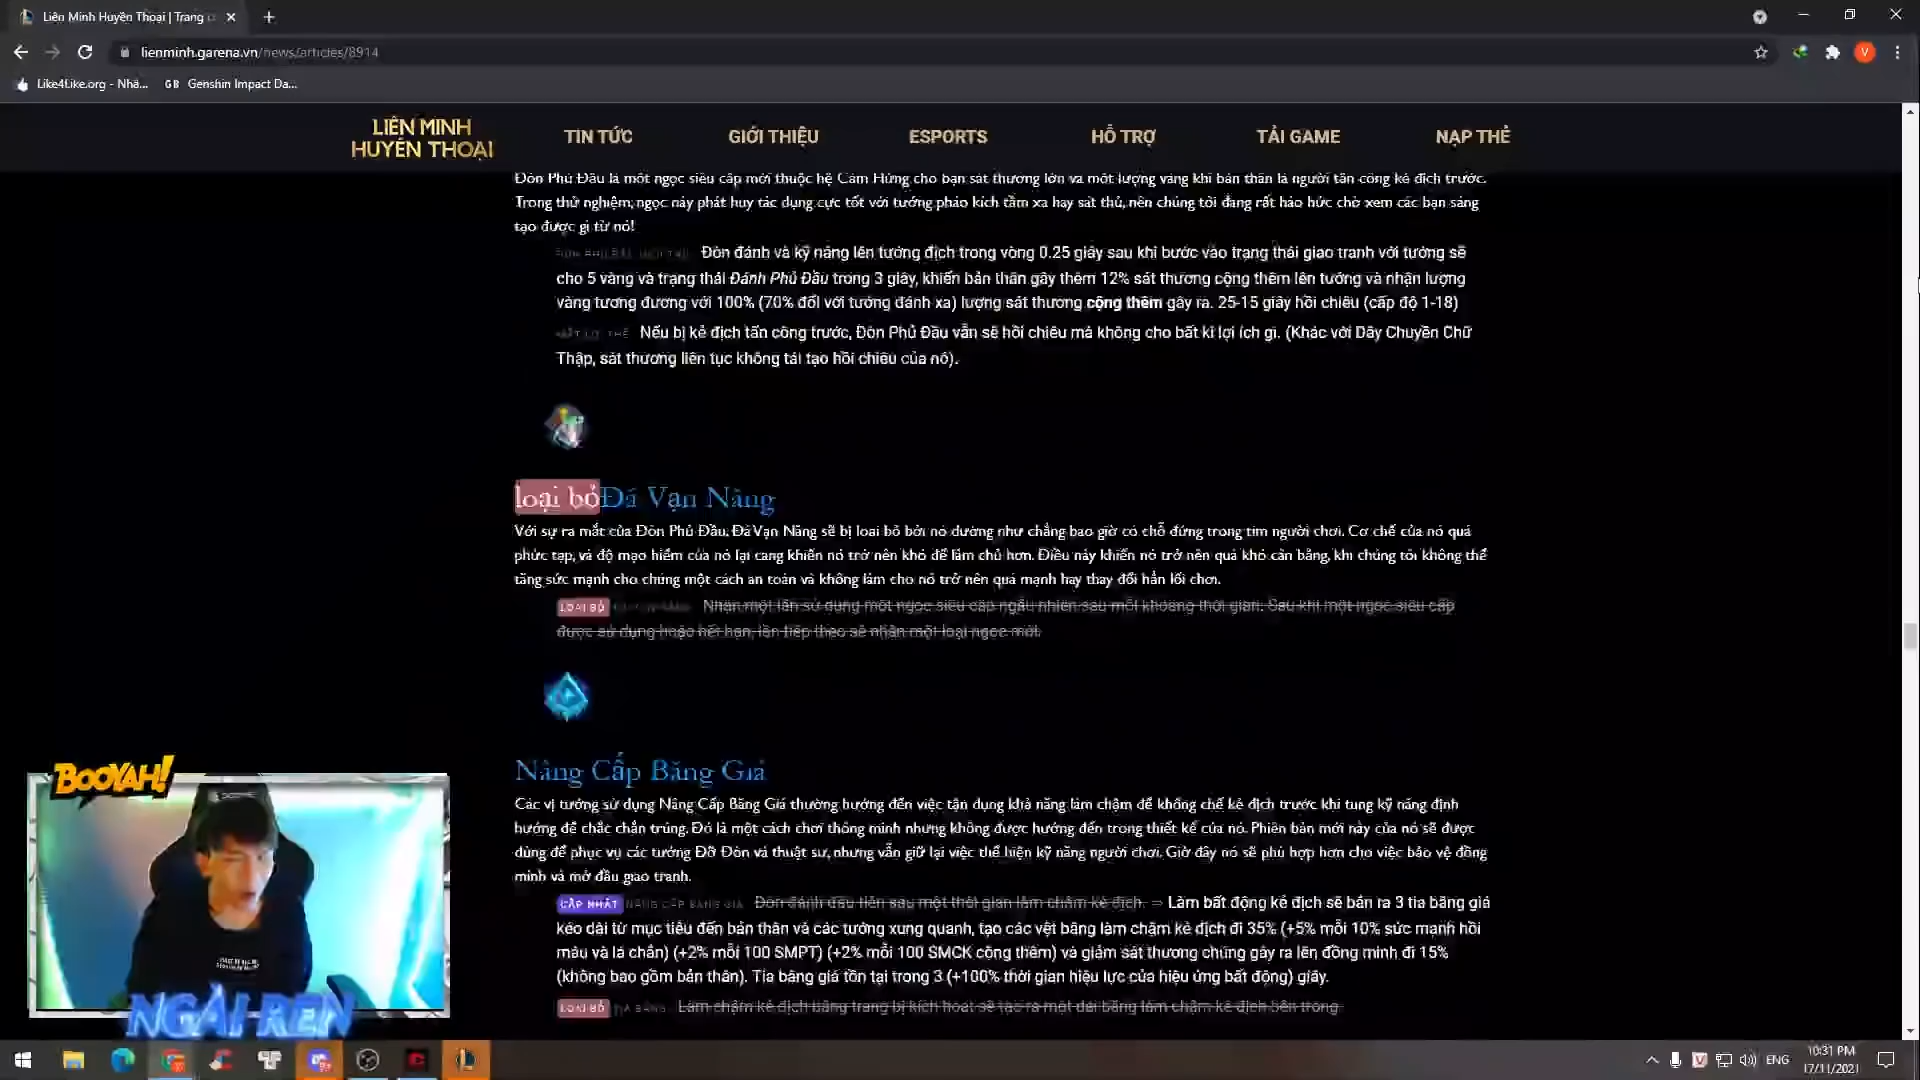 Liên Minh Huyền Thoại | Trang c
lienminh.garena.vn/news/articles/8914
V
Like4Like.org - Nhấ...
GB Genshin Impact Da...
LIÊN MINH
HUYỀN THOẠI
TIN TỨC
GIỚI THIỆU
ESPORTS
HỖ TRỢ
TẢI GAME
NẠP THẺ
Đòn Phủ Đầu là một ngọc siêu cấp mới thuộc hệ Cảm Hứng cho bạn sát thương lớn và một lượng vàng khi bản thân là người tấn công kẻ địch trước.
Trong thử nghiệm, ngọc này phát huy tác dụng cực tốt với tướng pháo kích tầm xa hay sát thủ, nên chúng tôi đang rất háo hức chờ xem các bạn sáng
tạo được gì từ nó!
Đòn đánh và kỹ năng lên tướng địch trong vòng 0.25 giây sau khi bước vào trạng thái giao tranh với tướng sẽ
cho 5 vàng và trạng thái Đánh Phủ Đầu trong 3 giây, khiến bản thân gây thêm 12% sát thương cộng thêm lên tướng và nhận lượng
vàng tương đương với 100% (70% đối với tướng đánh xa) lượng sát thương cộng thêm gây ra. 25-15 giây hồi chiêu (cấp độ 1-18)
MẤT LỢI THẾ Nếu bị kẻ địch tấn công trước, Đòn Phủ Đầu vẫn sẽ hồi chiêu mà không cho bất kì lợi ích gì. (Khác với Dây Chuyền Chữ
Thập, sát thương liên tục không tái tạo hồi chiêu của nó).
loại bỏ Đá Vạn Năng
Với sự ra mắt của Đòn Phủ Đầu, Đá Vạn Năng sẽ bị loại bỏ bởi nó dường như chẳng bao giờ có chỗ đứng trong tim người chơi. Cơ chế của nó quá
phức tạp, và độ mạo hiểm của nó lại càng khiến nó trở nên khó để làm chủ hơn. Điều này khiến nó trở nên quá khó cân bằng, khi chúng tôi không thể
tăng sức mạnh cho chúng một cách an toàn và không làm cho nó trở nên quá mạnh hay thay đổi hẳn lối chơi.
LOẠI BỎ Nhận một lần sử dụng một ngọc siêu cấp ngẫu nhiên sau mỗi khoảng thời gian. Sau khi một ngọc siêu cấp
được sử dụng hoặc hết hạn, lần tiếp theo sẽ nhận một loại ngọc mới.
Nâng Cấp Băng Giá
Các vị tướng sử dụng Nâng Cấp Băng Giá thường hướng đến việc tận dụng khả năng làm chậm để khống chế kẻ địch trước khi tung kỹ năng định
hướng để chắc chắn trúng. Đó là một cách chơi thông minh nhưng không được hướng đến trong thiết kế của nó. Phiên bản mới này của nó sẽ được
dùng để phục vụ các tướng Đỡ Đòn và thuật sư, nhưng vẫn giữ lại việc thể hiện kỹ năng người chơi. Giờ đây nó sẽ phù hợp hơn cho việc bảo vệ đồng
minh và mở đầu giao tranh.
CẬP NHẬT NÂNG CẤP BĂNG GIÁ Đòn đánh đầu tiên sau một thời gian làm chậm kẻ địch. ⇒ Làm bất động kẻ địch sẽ bắn ra 3 tia băng giá
kéo dài từ mục tiêu đến bản thân và các tướng xung quanh, tạo các vệt băng làm chậm kẻ địch đi 35% (+5% mỗi 10% sức mạnh hồi
máu và lá chắn) (+2% mỗi 100 SMPT) (+2% mỗi 100 SMCK cộng thêm) và giảm sát thương chúng gây ra lên đồng minh đi 15%
(không bao gồm bản thân). Tia băng giá tồn tại trong 3 (+100% thời gian hiệu lực của hiệu ứng bất động) giây.
LOẠI BỎ TIA BĂNG Làm chậm kẻ địch bằng trang bị kích hoạt sẽ tạo ra một dải băng làm chậm kẻ địch bên trong.
BOOYAH!
NGÀI REN
ENG
10:31 PM
17/11/2021